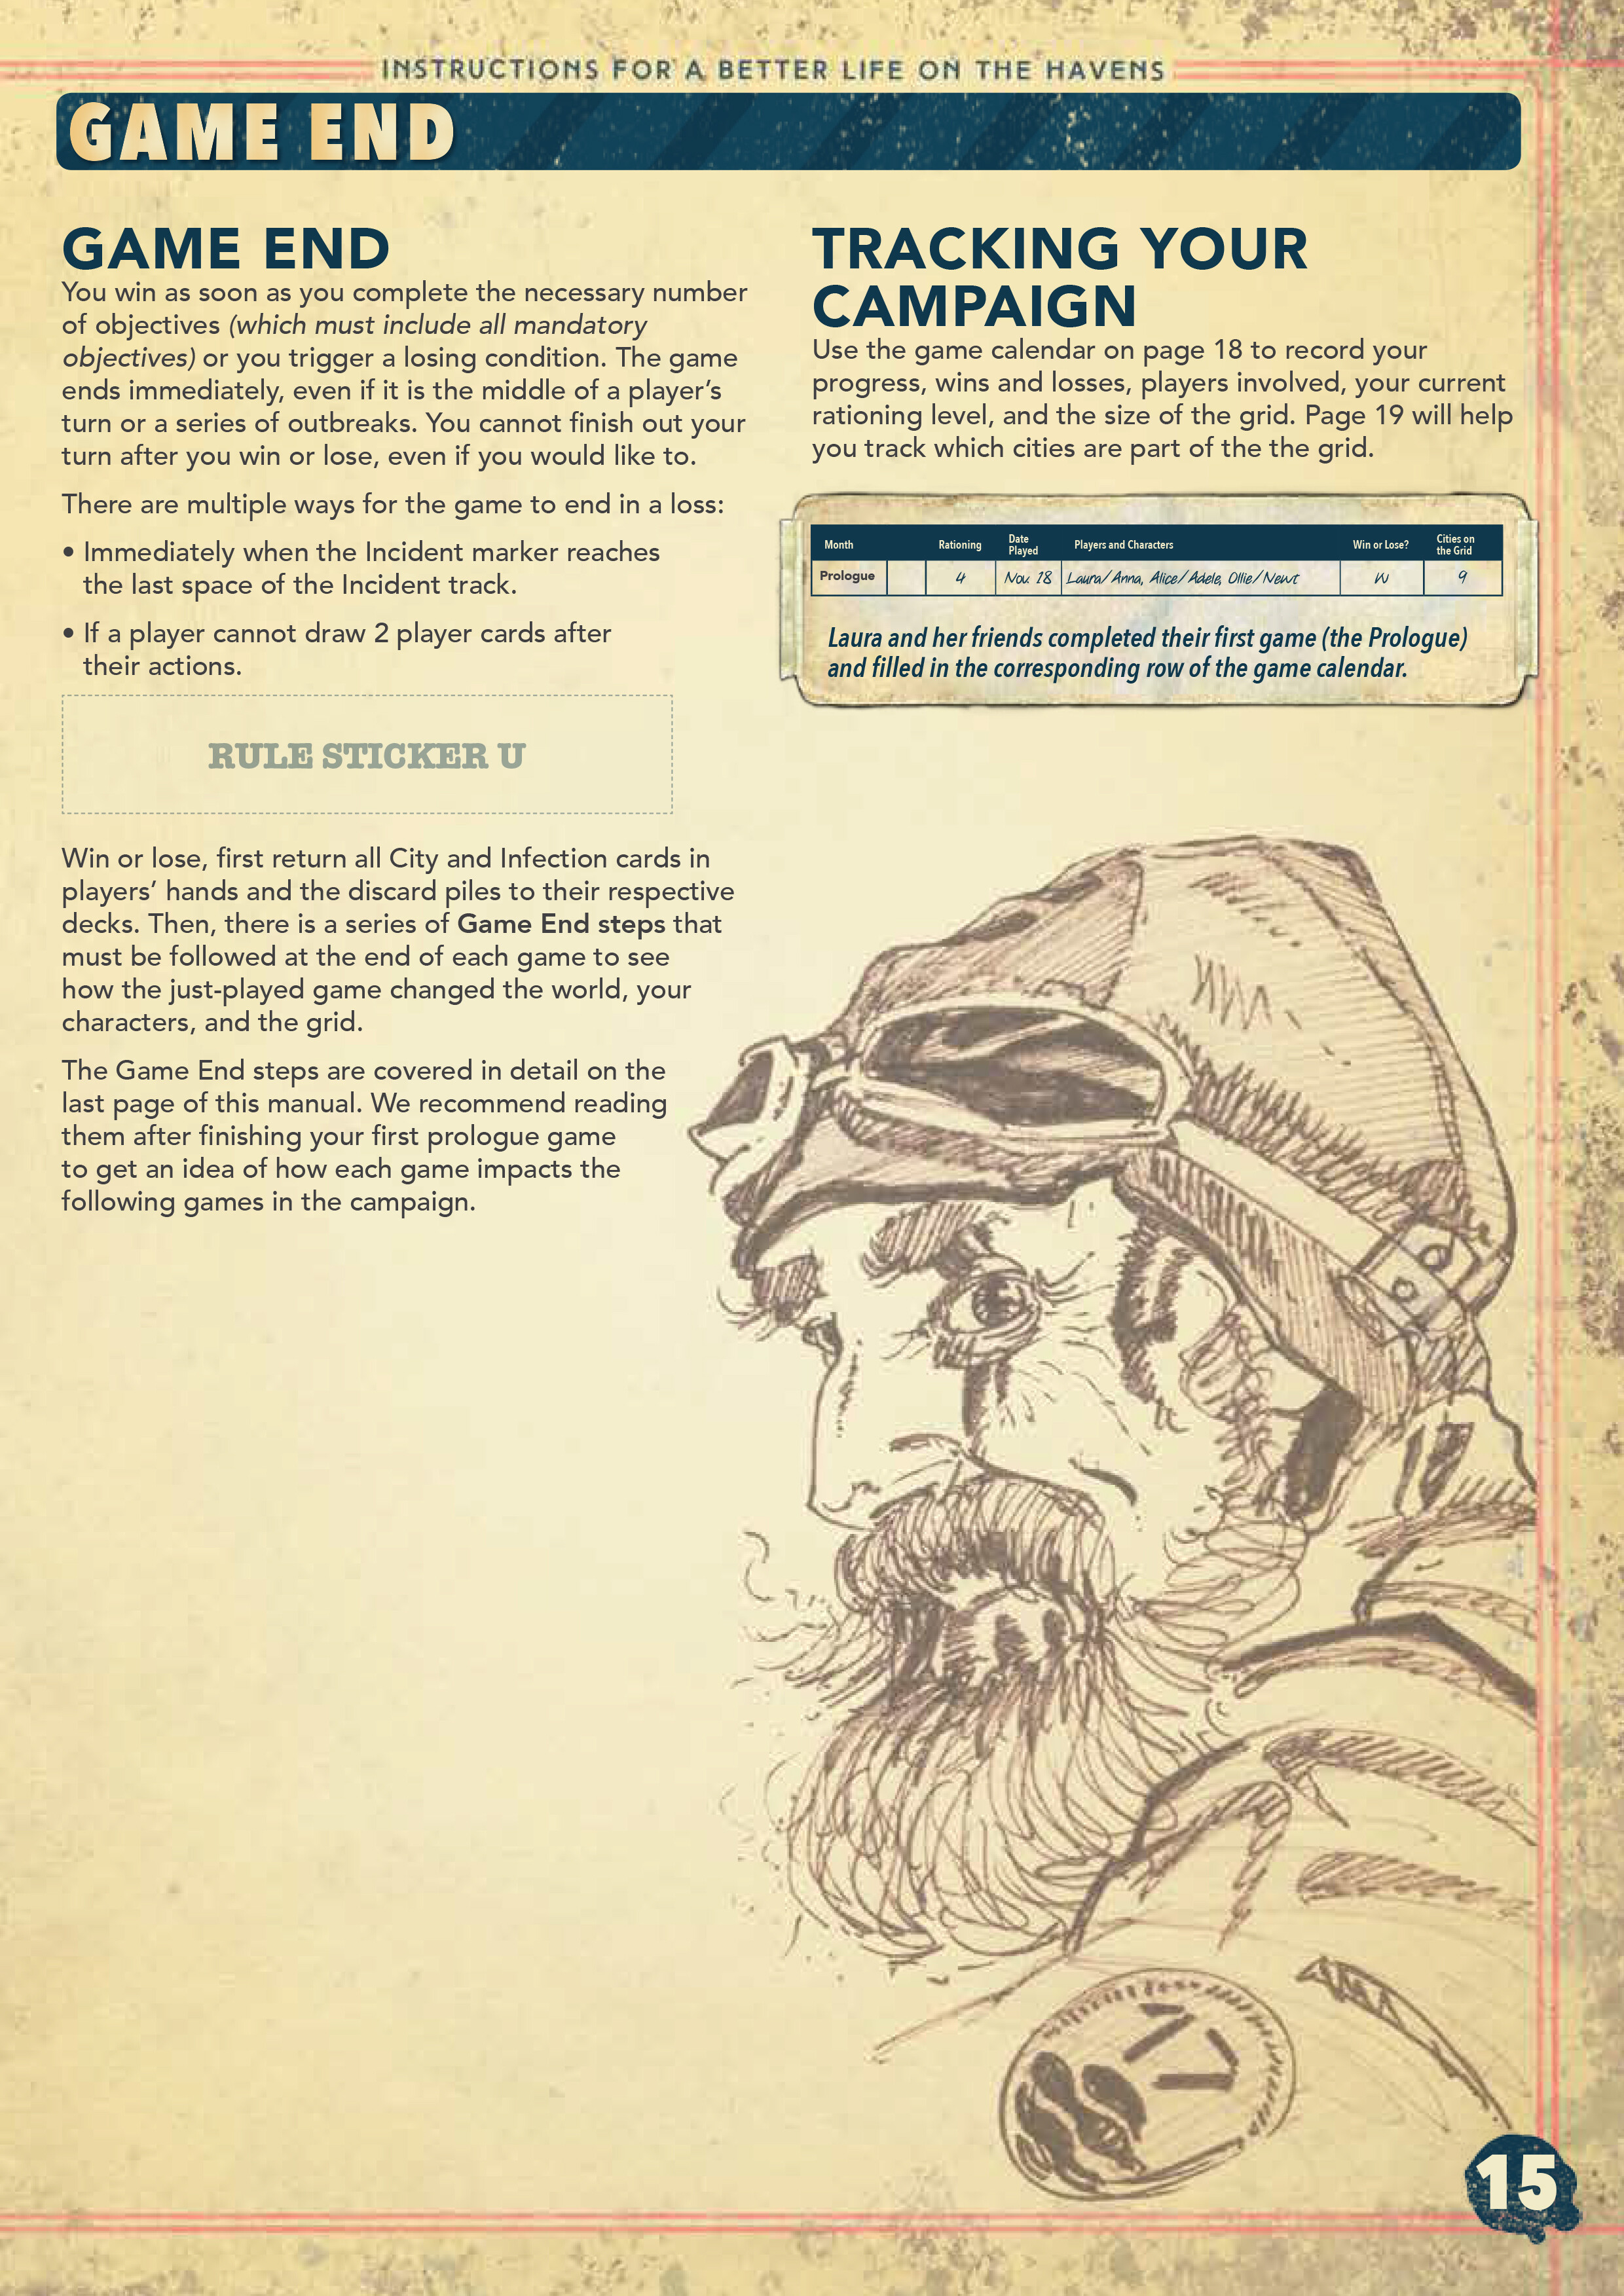 INSTRUCTIONS FOR A BETTER LIFE ON THE HAVENS
GAME END
GAME END
You win as soon as you complete the necessary number
of objectives (which must include all mandatory
objectives) or you trigger a losing condition. The game
ends immediately, even if it is the middle of a player's
turn or a series of outbreaks. You cannot finish out your
turn after you win or lose, even if you would like to.
There are multiple ways for the game to end in a loss:
• Immediately when the Incident marker reaches
the last space of the Incident track.
• If a player cannot draw 2 player cards after
their actions.
RULE STICKER U
Win or lose, first return all City and Infection cards in
players' hands and the discard piles to their respective
decks. Then, there is a series of Game End steps that
must be followed at the end of each game to see
how the just-played game changed the world, your
characters, and the grid.
The Game End steps are covered in detail on the
last page of this manual. We recommend reading
them after finishing your first prologue game
to get an idea of how each game impacts the
following games in the campaign.
TRACKING YOUR
CAMPAIGN
Use the game calendar on page 18 to record your
progress, wins and losses, players involved, your current
rationing level, and the size of the grid. Page 19 will help
you track which cities are part of the the grid.
Month Rationing Date Played Players and Characters Win or Lose? Cities on the Grid
Prologue 4 Nov. 18 Laura/Anna, Alice/Adele, Ollie/Newt W 9
Laura and her friends completed their first game (the Prologue)
and filled in the corresponding row of the game calendar.
15